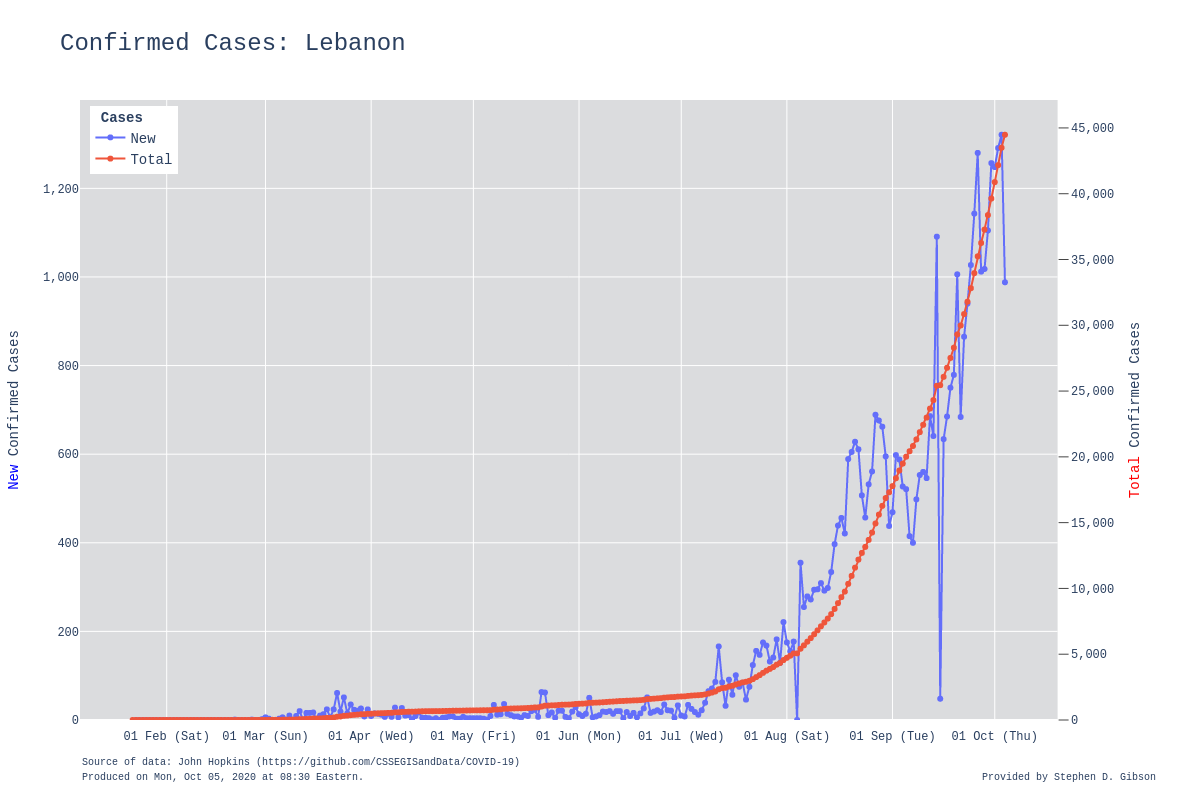 Confirmed Cases: Lebanon
Cases
New
Total
1,200
1,000
800
600
400
200
0
45,000
40,000
35,000
30,000
25,000
20,000
15,000
10,000
5,000
0
New Confirmed Cases
Total Confirmed Cases
01 Feb (Sat)
01 Mar (Sun)
01 Apr (Wed)
01 May (Fri)
01 Jun (Mon)
01 Jul (Wed)
01 Aug (Sat)
01 Sep (Tue)
01 Oct (Thu)
Source of data: John Hopkins (https://github.com/CSSEGISandData/COVID-19)
Produced on Mon, Oct 05, 2020 at 08:30 Eastern.
Provided by Stephen D. Gibson